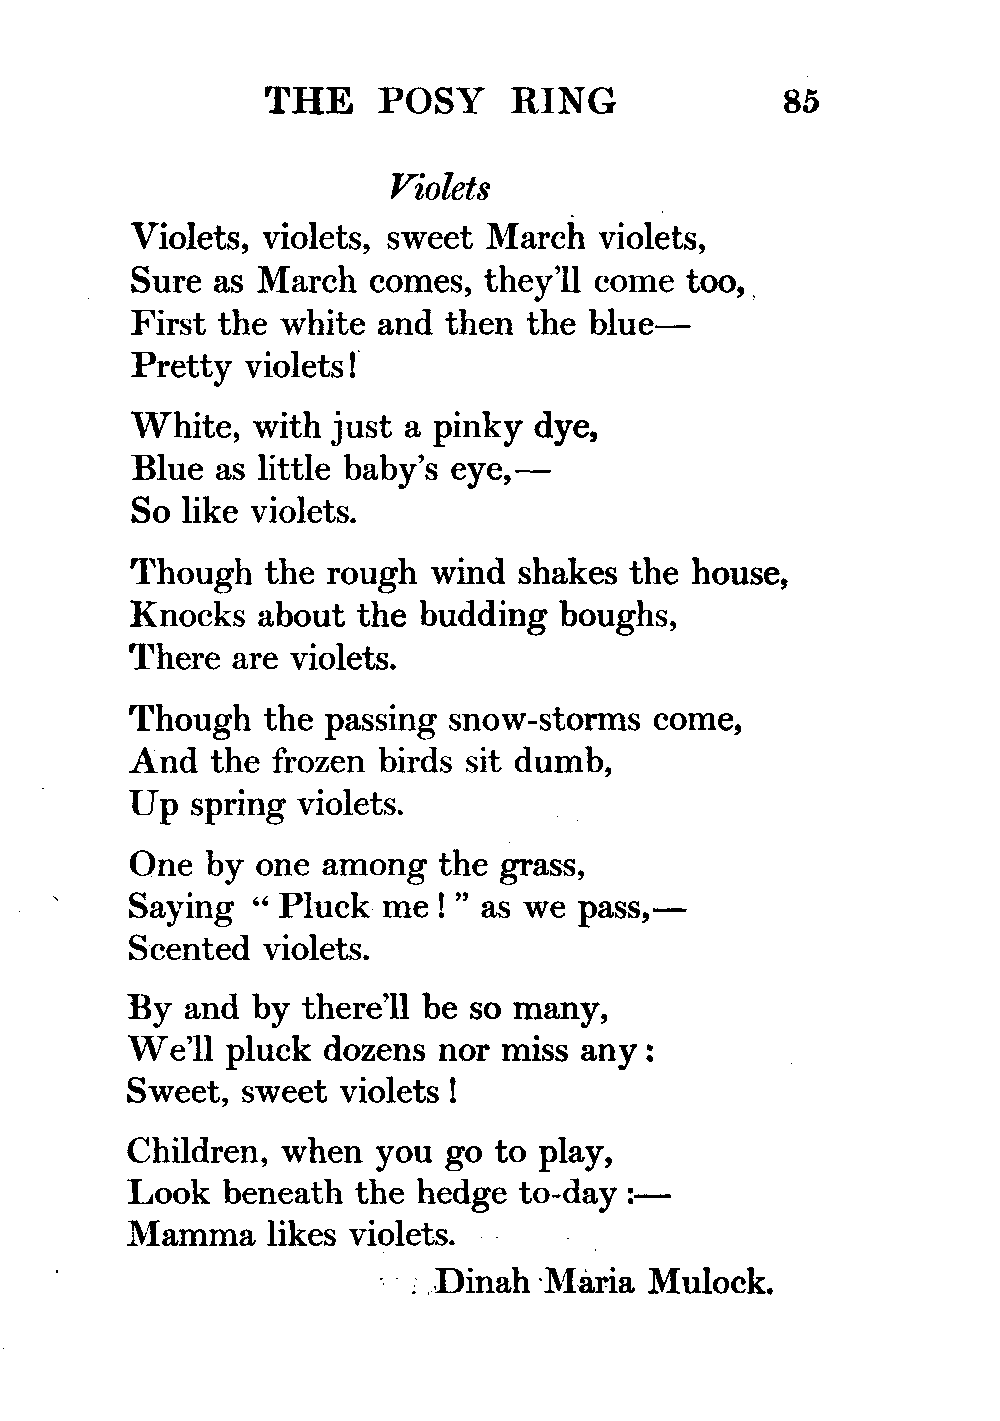 THE POSY RING 85
Violets
Violets, violets, sweet March violets,
Sure as March comes, they'll come too,
First the white and then the blue—
Pretty violets!
White, with just a pinky dye,
Blue as little baby's eye,—
So like violets.
Though the rough wind shakes the house,
Knocks about the budding boughs,
There are violets.
Though the passing snow-storms come,
And the frozen birds sit dumb,
Up spring violets.
One by one among the grass,
Saying " Pluck me ! " as we pass,—
Scented violets.
By and by there'll be so many,
We'll pluck dozens nor miss any :
Sweet, sweet violets !
Children, when you go to play,
Look beneath the hedge to-day :—
Mamma likes violets.
Dinah Maria Mulock.